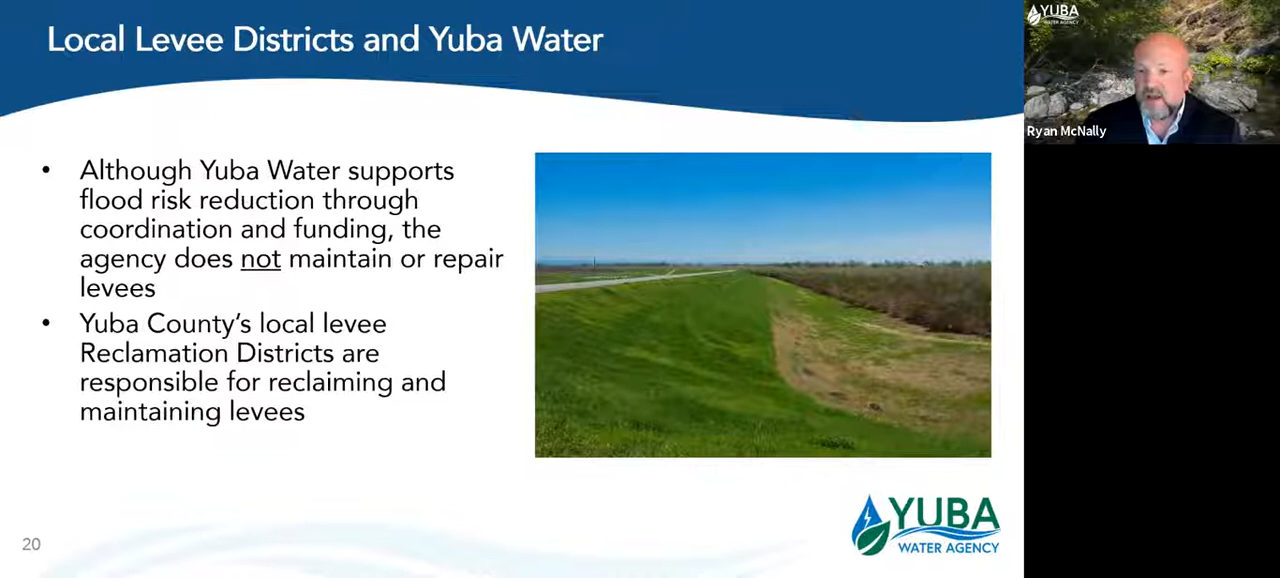 Local Levee Districts and Yuba Water
• Although Yuba Water supports
flood risk reduction through
coordination and funding, the
agency does not maintain or repair
levees
• Yuba County’s local levee
Reclamation Districts are
responsible for reclaiming and
maintaining levees
YUBA
WATER AGENCY
20
YUBA
WATER AGENCY
Ryan McNally